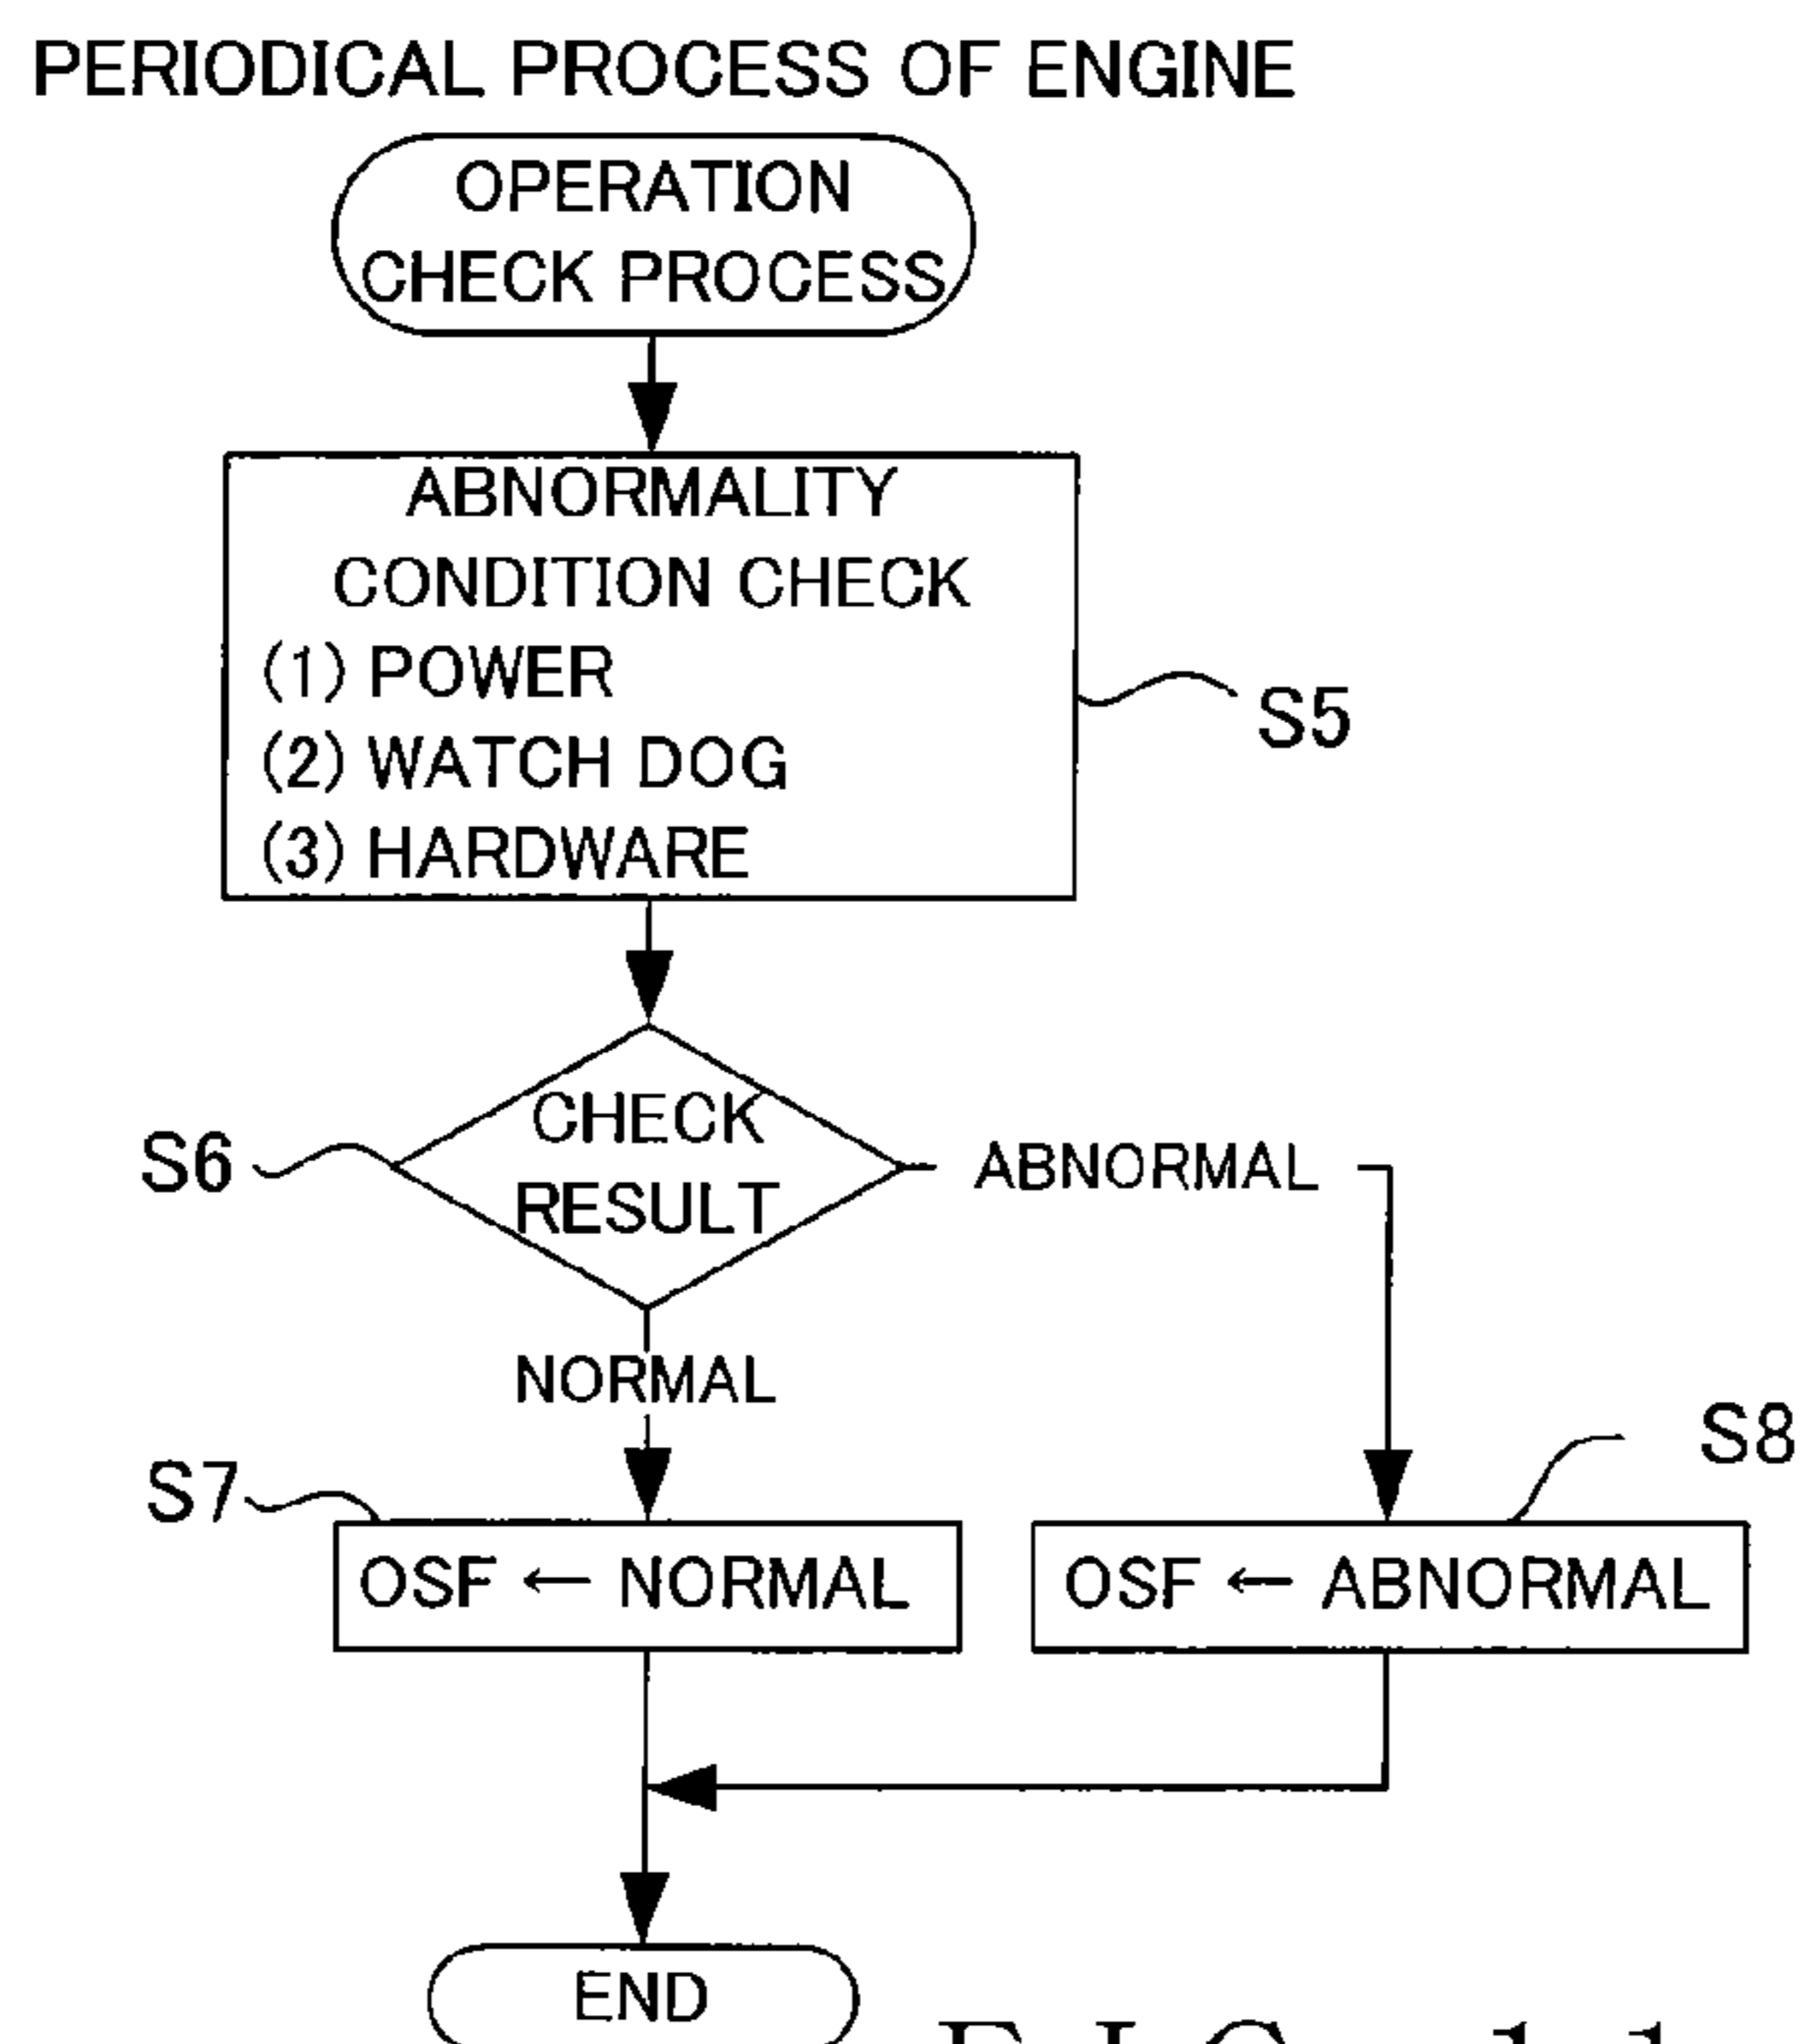 PERIODICAL PROCESS OF ENGINE
OPERATION
CHECK PROCESS
ABNORMALITY
CONDITION CHECK
(1) POWER
(2) WATCH DOG
(3) HARDWARE
S5
CHECK
RESULT
S6
ABNORMAL
NORMAL
S7
S8
OSF ← NORMAL
OSF ← ABNORMAL
END